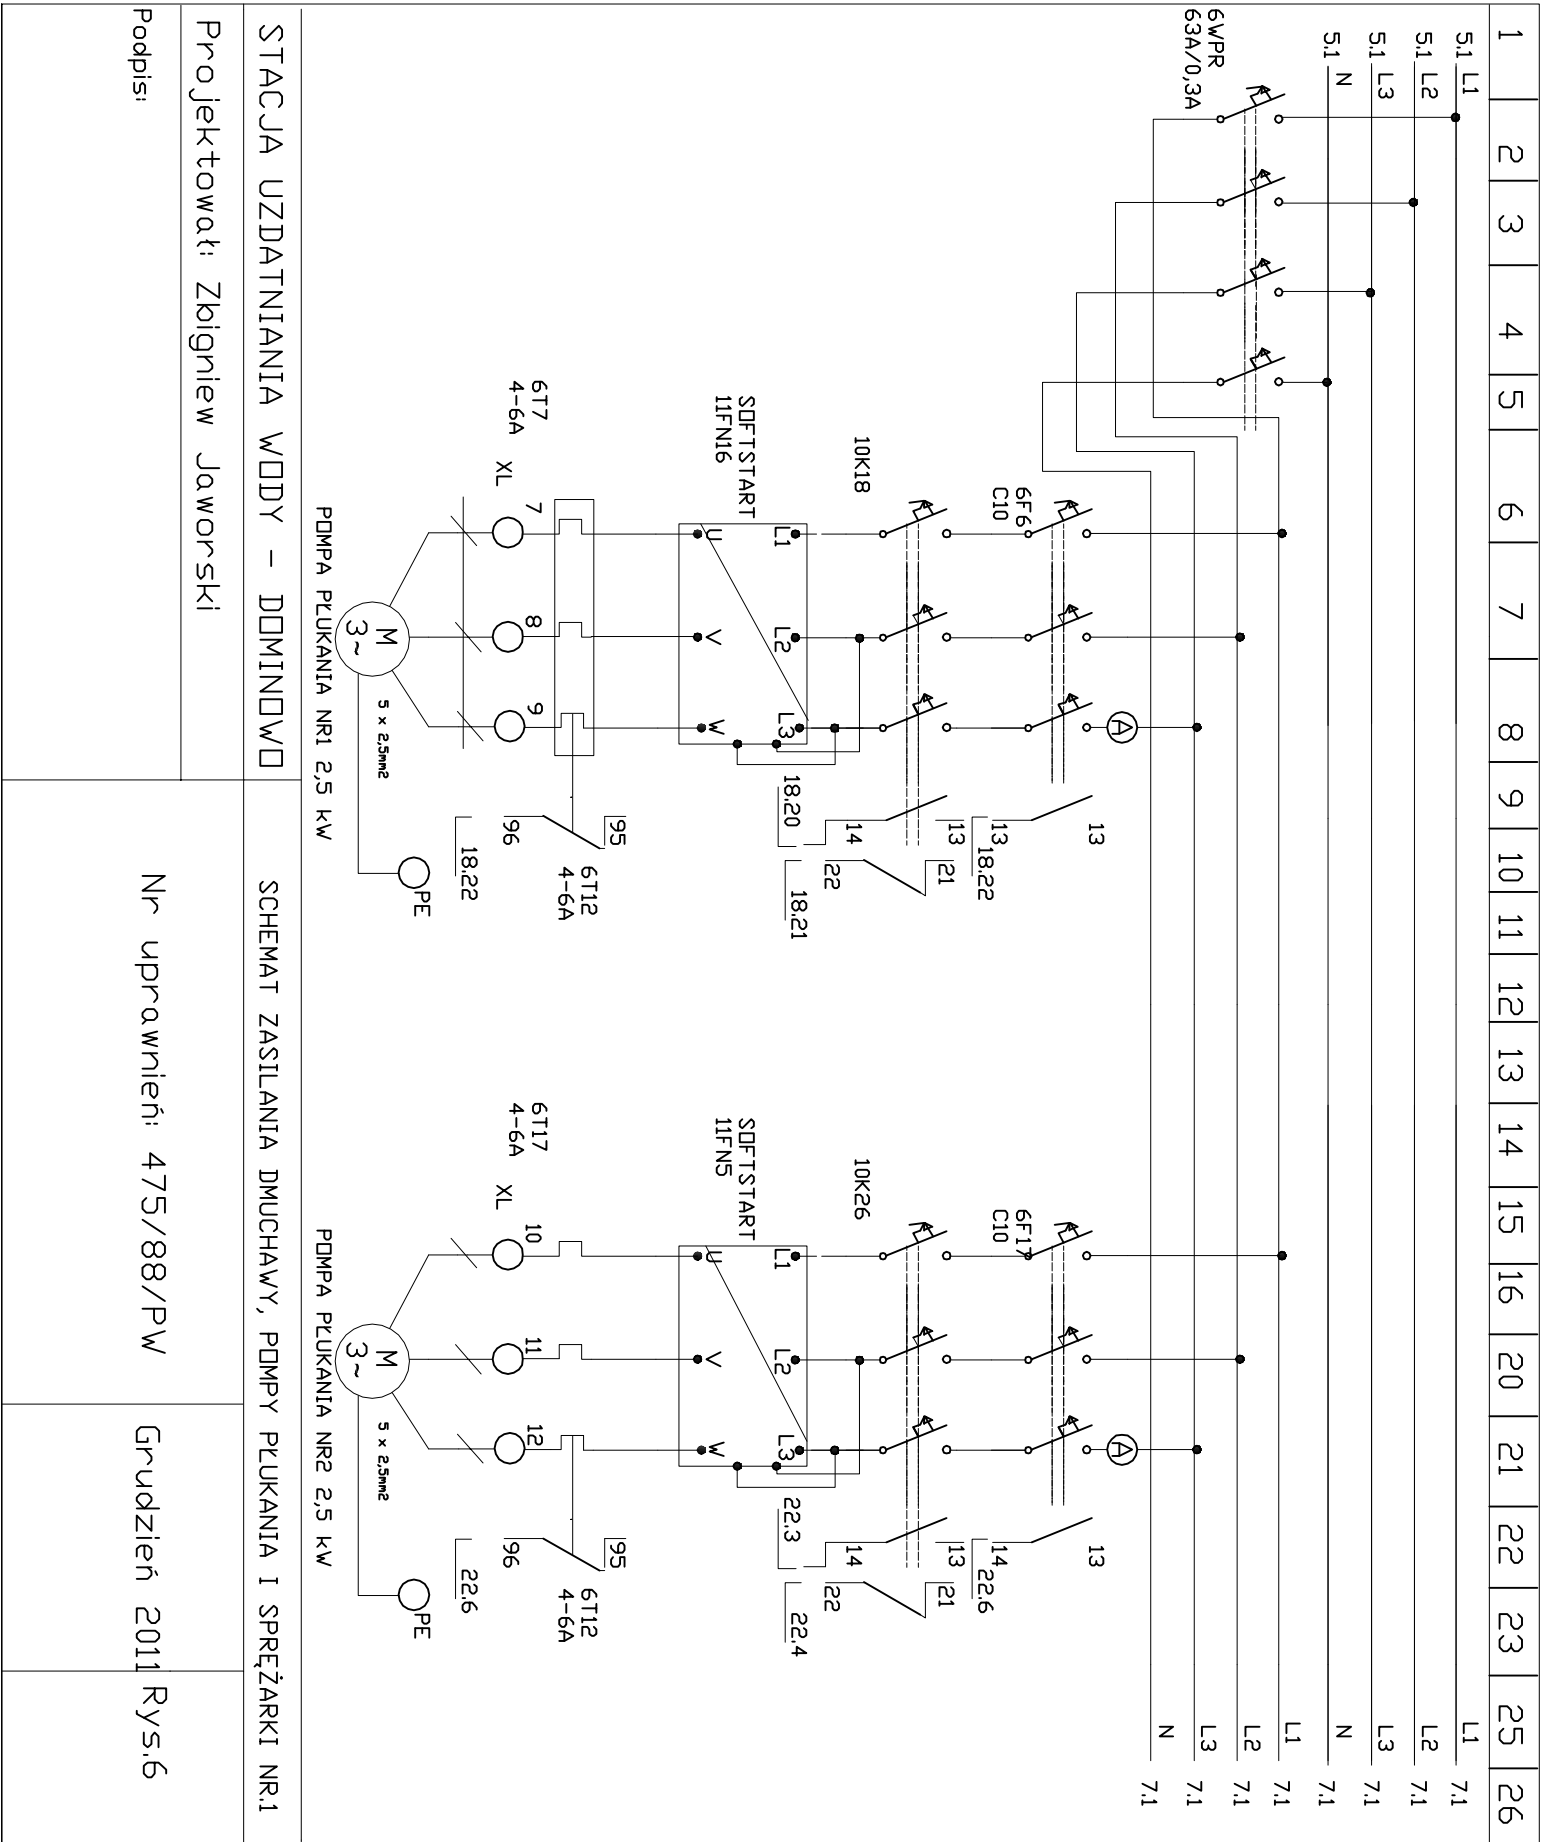 1 2 3 4 5 6 7 8 9 10 11 12 13 14 15 16 20 21 22 23 25 26
5.1 L1 L1 7.1
5.1 L2 L2 7.1
5.1 L3 L3 7.1
5.1 N N 7.1
L1 7.1
L2 7.1
L3 7.1
N 7.1
6WPR
63A/0,3A
A
A
6F6
C10
13
13
18.22
6F17
C10
13
14
22.6
10K18
13
14
21
22
18.20
18.21
10K26
13
14
21
22
22.3
22.4
SOFTSTART
11FN16
L1 L2 L3
U V W
SOFTSTART
11FN5
L1 L2 L3
U V W
6T7
4-6A
XL
7 8 9
95
96
6T12
4-6A
18.22
6T17
4-6A
XL
10 11 12
95
96
6T12
4-6A
22.6
M
3~
5 x 2,5mm2
PE
M
3~
5 x 2,5mm2
PE
POMPA PŁUKANIA NR1 2,5 kW
POMPA PŁUKANIA NR2 2,5 kW
STACJA UZDATNIANIA WODY - DOMINOWO
SCHEMAT ZASILANIA DMUCHAWY, POMPY PŁUKANIA I SPRĘŻARKI NR.1
Projektował: Zbigniew Jaworski
Podpis:
Nr uprawnień: 475/88/PW
Grudzień 2011
Rys.6